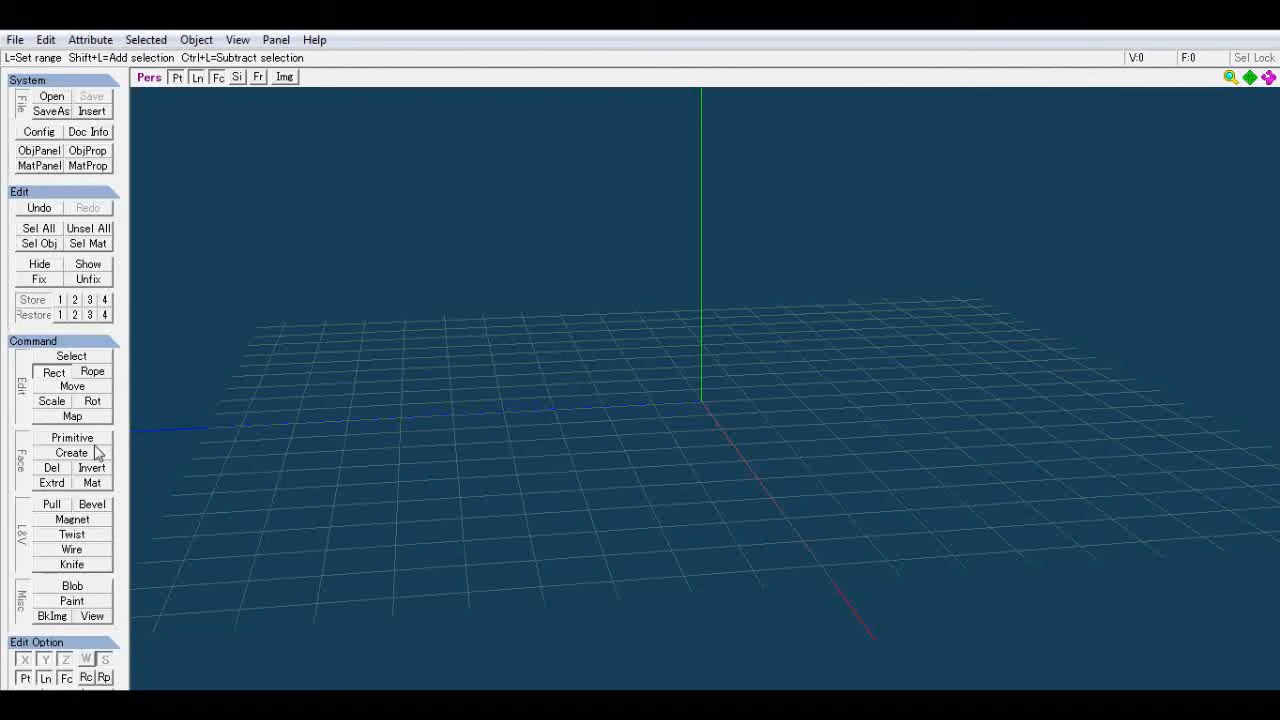 File Edit Attribute Selected Object View Panel Help
L=Set range Shift+L=Add selection Ctrl+L=Subtract selection V:0 F:0 Sel Lock
System
Pers Pt Ln Fc Si Fr Img
File
Open Save
SaveAs Insert
Config Doc Info
ObjPanel ObjProp
MatPanel MatProp
Edit
Undo Redo
Sel All Unsel All
Sel Obj Sel Mat
Hide Show
Fix Unfix
Store 1 2 3 4
Restore 1 2 3 4
Command
Edit
Select
Rect Rope
Move
Scale Rot
Map
Face
Primitive
Create
Del Invert
Extrd Mat
L&V
Pull Bevel
Magnet
Twist
Wire
Knife
Misc
Blob
Paint
BkImg View
Edit Option
X Y Z W S
Pt Ln Fc Rc Rp